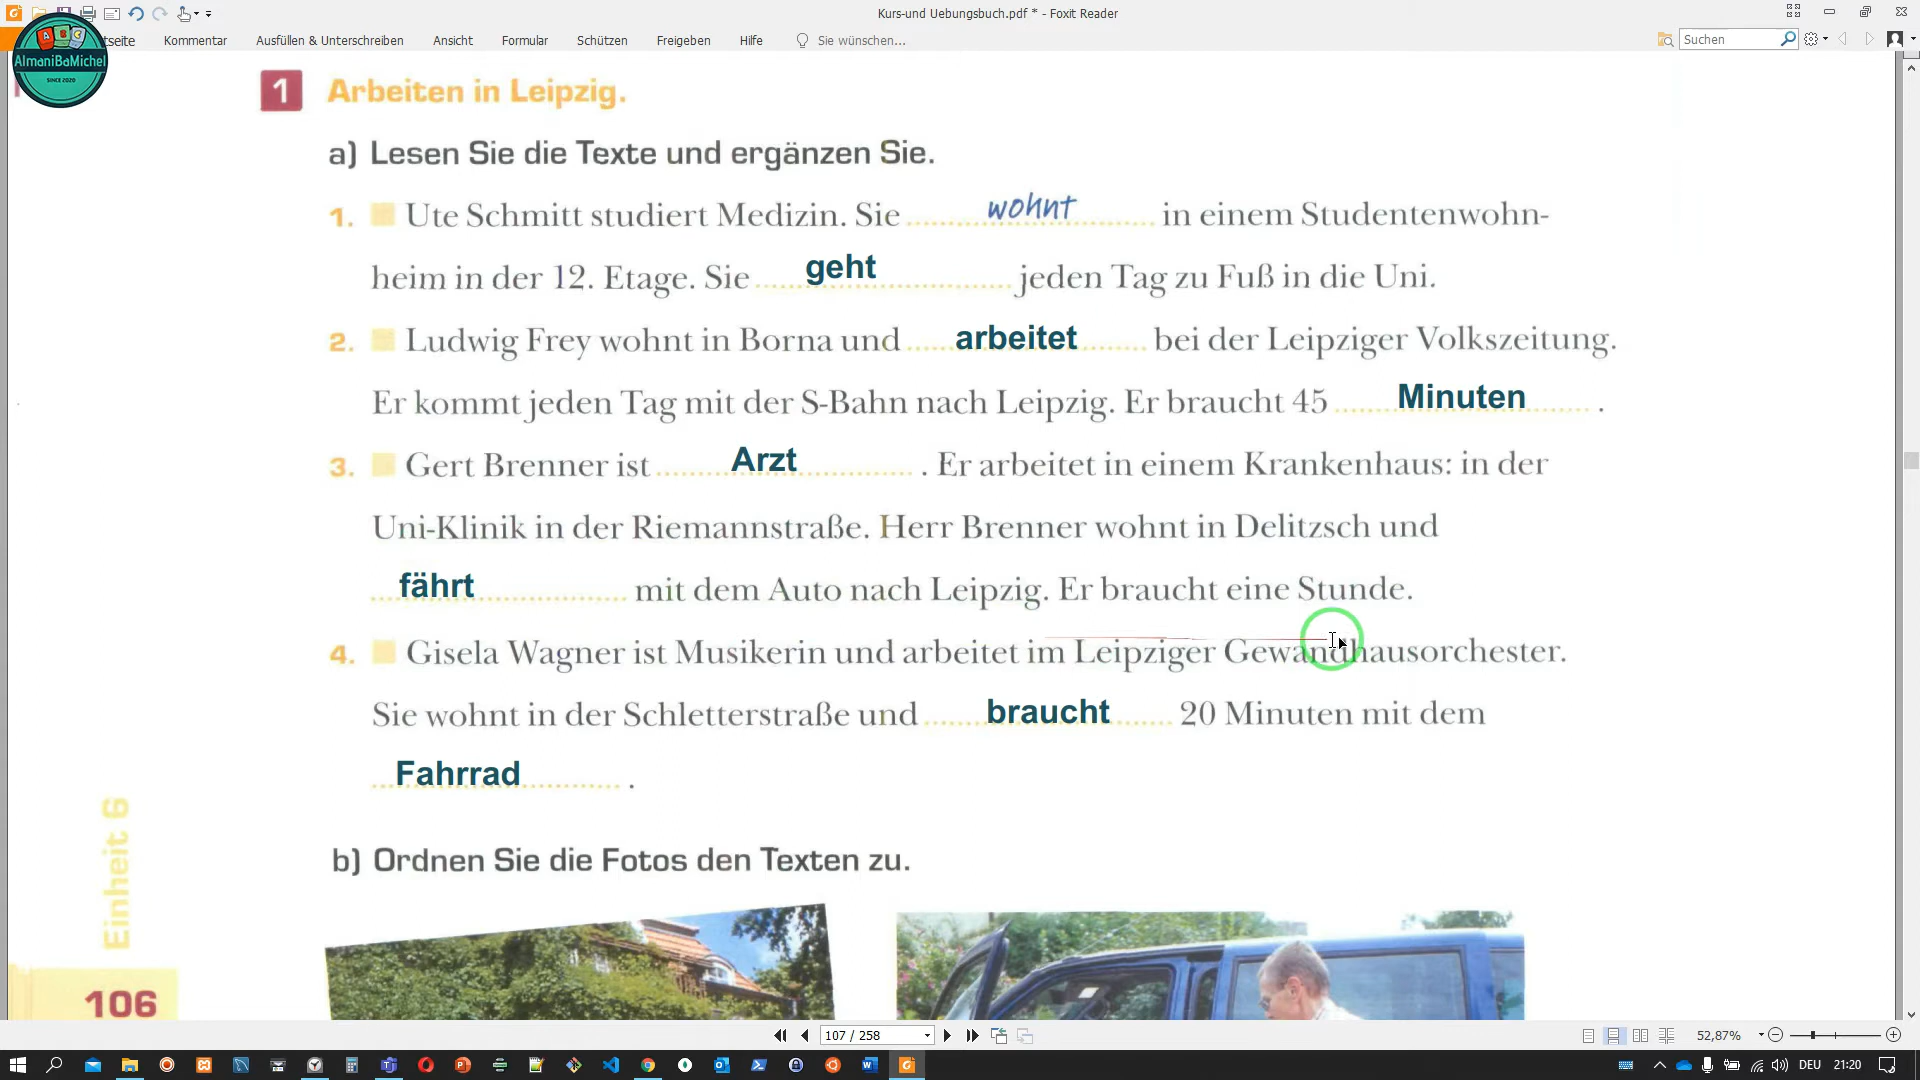 Kurs-und Uebungsbuch.pdf * - Foxit Reader
Kommentar Ausfüllen & Unterschreiben Ansicht Formular Schützen Freigeben Hilfe Sie wünschen... Suchen
ABC
AlmaniBaMichel
SINCE 2020
1 Arbeiten in Leipzig.
a) Lesen Sie die Texte und ergänzen Sie.
1. Ute Schmitt studiert Medizin. Sie wohnt in einem Studentenwohn-
heim in der 12. Etage. Sie geht jeden Tag zu Fuß in die Uni.
2. Ludwig Frey wohnt in Borna und arbeitet bei der Leipziger Volkszeitung.
Er kommt jeden Tag mit der S-Bahn nach Leipzig. Er braucht 45 Minuten .
3. Gert Brenner ist Arzt . Er arbeitet in einem Krankenhaus: in der
Uni-Klinik in der Riemannstraße. Herr Brenner wohnt in Delitzsch und
fährt mit dem Auto nach Leipzig. Er braucht eine Stunde.
4. Gisela Wagner ist Musikerin und arbeitet im Leipziger Gewandhausorchester.
Sie wohnt in der Schletterstraße und braucht 20 Minuten mit dem
Fahrrad .
b) Ordnen Sie die Fotos den Texten zu.
Einheit 6
106
107 / 258 52,87%
DEU 21:20